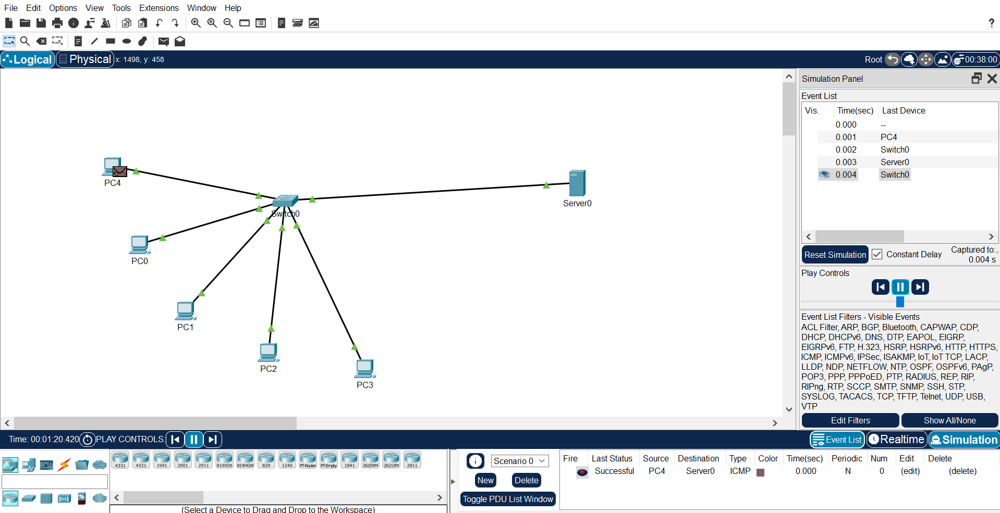 File Edit Options View Tools Extensions Window Help
?
Logical Physical x: 1498, y: 458 Root 00:38:00
Simulation Panel
Event List
Vis. Time(sec) Last Device
0.000 --
0.001 PC4
0.002 Switch0
0.003 Server0
0.004 Switch0
PC4
Switch0
Server0
PC0
PC1
PC2
PC3
Reset Simulation Constant Delay Captured to:*
0.004 s
Play Controls
Event List Filters - Visible Events
ACL Filter, ARP, BGP, Bluetooth, CAPWAP, CDP,
DHCP, DHCPv6, DNS, DTP, EAPOL, EIGRP,
EIGRPv6, FTP, H.323, HSRP, HSRPv6, HTTP, HTTPS,
ICMP, ICMPv6, IPSec, ISAKMP, IoT, IoT TCP, LACP,
LLDP, NDP, NETFLOW, NTP, OSPF, OSPFv6, PAgP,
POP3, PPP, PPPoED, PTP, RADIUS, REP, RIP,
RIPng, RTP, SCCP, SMTP, SNMP, SSH, STP,
SYSLOG, TACACS, TCP, TFTP, Telnet, UDP, USB,
VTP
Edit Filters Show All/None
Time: 00:01:20.420 PLAY CONTROLS: Event List Realtime Simulation
4331 4321 1941 2901 2911 819IOX 819HGW 829 1240 PT-Router PT-Empty 1841 2620XM 2621XM 2811
(Select a Device to Drag and Drop to the Workspace)
Scenario 0
New Delete
Toggle PDU List Window
Fire Last Status Source Destination Type Color Time(sec) Periodic Num Edit Delete
Successful PC4 Server0 ICMP 0.000 N 0 (edit) (delete)